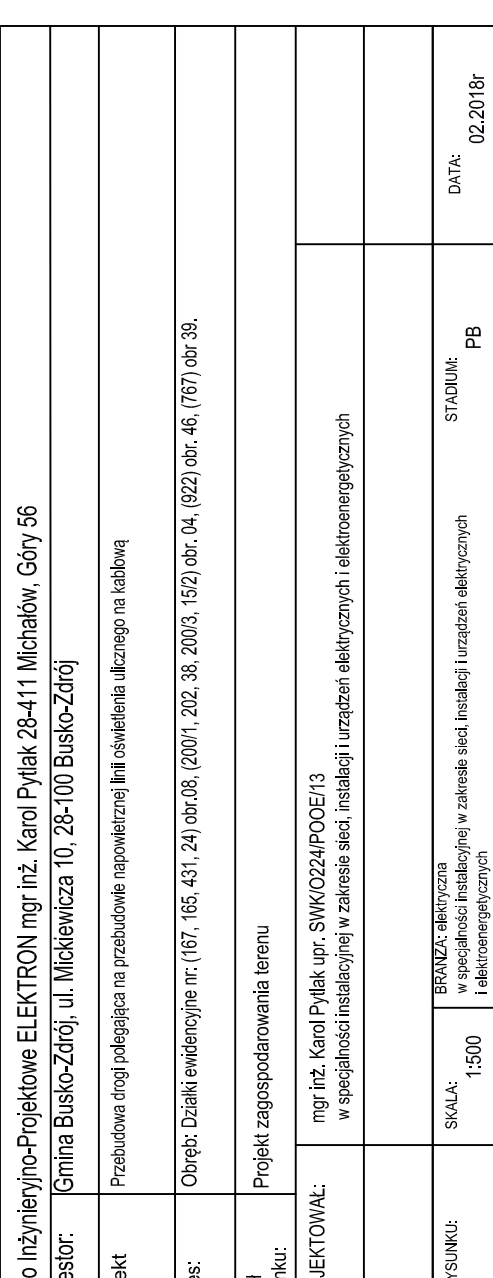 o Inżynieryjno-Projektowe ELEKTRON mgr inż. Karol Pytlak 28-411 Michałów, Góry 56
estor: Gmina Busko-Zdrój, ul. Mickiewicza 10, 28-100 Busko-Zdrój
ekt Przebudowa drogi polegająca na przebudowie napowietrznej linii oświetlenia ulicznego na kablową
es: Obręb: Działki ewidencyjne nr: (167, 165, 431, 24) obr.08, (200/1, 202, 38, 200/3, 15/2) obr. 04, (922) obr. 46, (767) obr 39.
ł
nku: Projekt zagospodarowania terenu
JEKTOWAŁ: mgr inż. Karol Pytlak upr. SWK/O224/POOE/13
w specjalności instalacyjnej w zakresie sieci, instalacji i urządzeń elektrycznych i elektroenergetycznych
YSUNKU:
SKALA:
1:500
BRANŻA: elektryczna
w specjalności instalacyjnej w zakresie sieci, instalacji i urządzeń elektrycznych
i elektroenergetycznych
STADIUM:
PB
DATA:
02.2018r